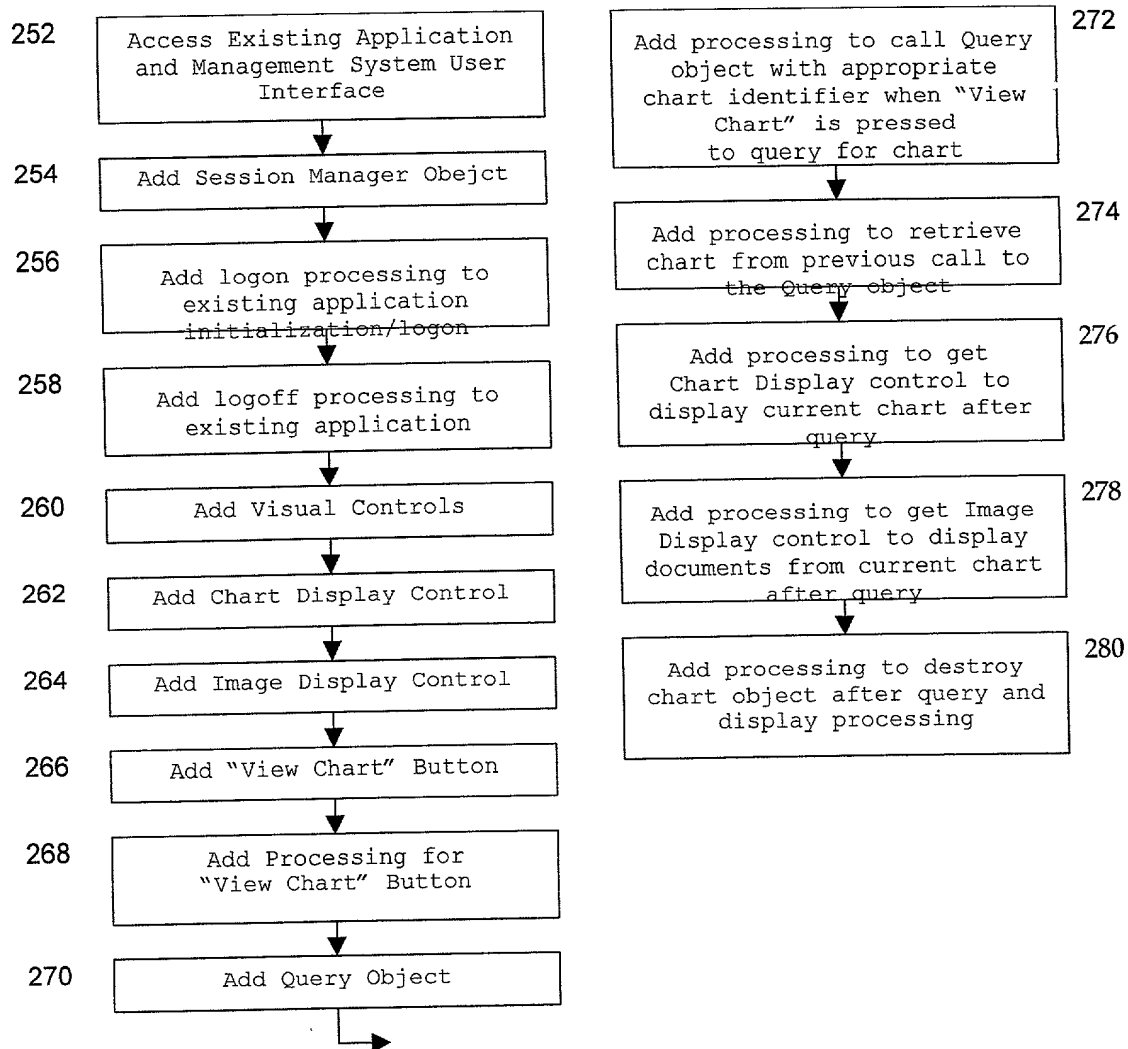 252
Access Existing Application
and Management System User
Interface
254
Add Session Manager Obejct
256
Add logon processing to
existing application
initialization/logon
258
Add logoff processing to
existing application
260
Add Visual Controls
262
Add Chart Display Control
264
Add Image Display Control
266
Add “View Chart” Button
268
Add Processing for
“View Chart” Button
270
Add Query Object
272
Add processing to call Query
object with appropriate
chart identifier when “View
Chart” is pressed
to query for chart
274
Add processing to retrieve
chart from previous call to
the Query object
276
Add processing to get
Chart Display control to
display current chart after
query
278
Add processing to get Image
Display control to display
documents from current chart
after query
280
Add processing to destroy
chart object after query and
display processing